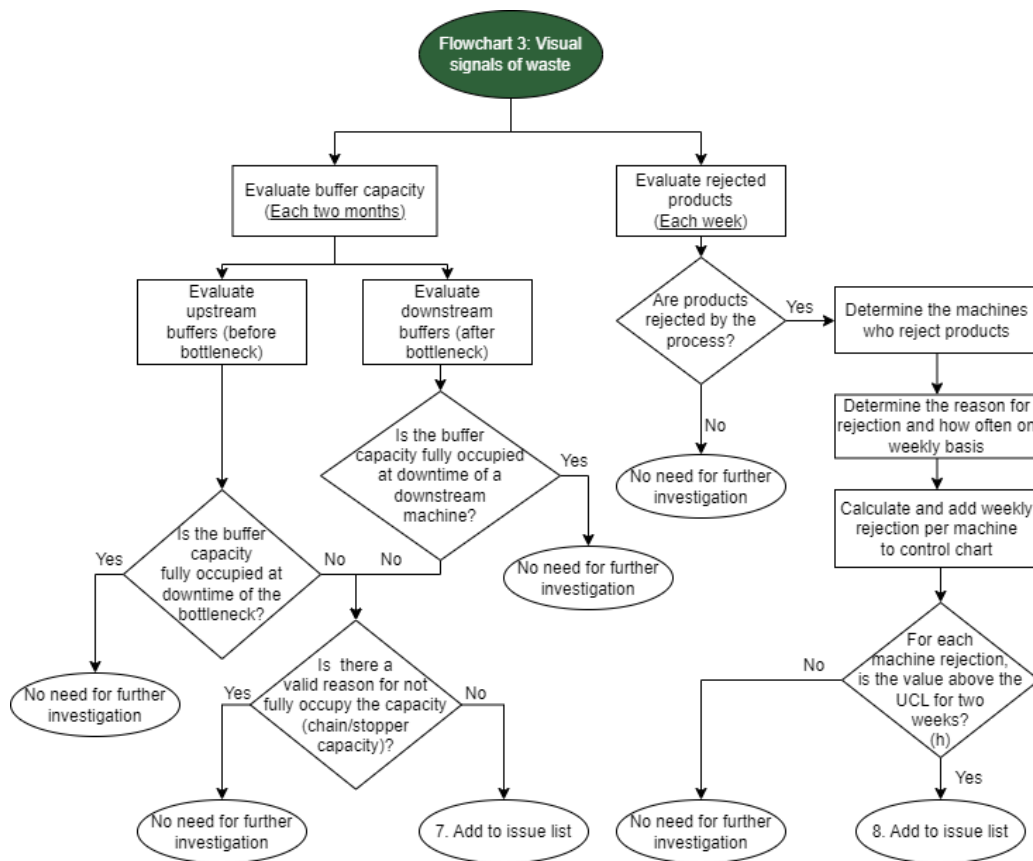 Flowchart 3: Visual
signals of waste
Evaluate buffer capacity
(Each two months)
Evaluate rejected
products
(Each week)
Evaluate
upstream
buffers (before
bottleneck)
Evaluate
downstream
buffers (after
bottleneck)
Are products
rejected by the
process?
Yes
Determine the machines
who reject products
No
No need for further
investigation
Determine the reason for
rejection and how often on
weekly basis
Is the buffer
capacity fully occupied
at downtime of a
downstream
machine?
Yes
No need for further
investigation
Calculate and add weekly
rejection per machine
to control chart
Is the buffer
capacity
fully occupied at
downtime of the
bottleneck?
Yes
No
No
No need for further
investigation
Is there a
valid reason for not
fully occupy the capacity
(chain/stopper
capacity)?
Yes
No
No need for further
investigation
7. Add to issue list
For each
machine rejection,
is the value above the
UCL for two
weeks?
(h)
No
Yes
No need for further
investigation
8. Add to issue list